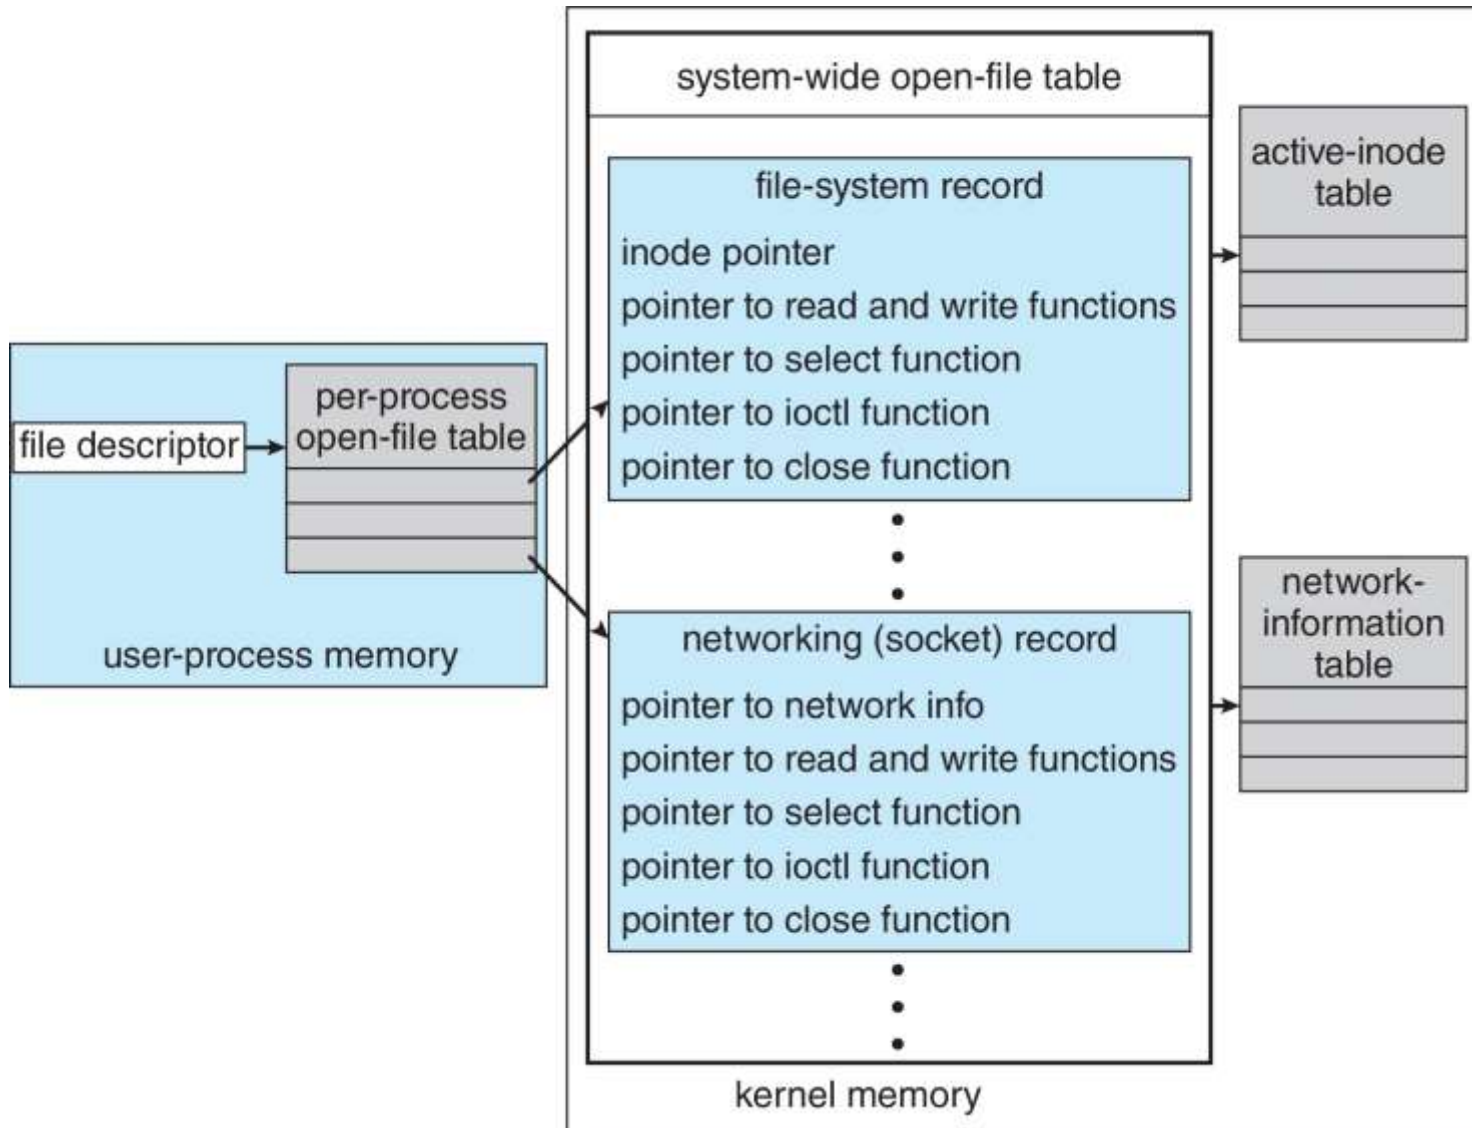 system-wide open-file table
file-system record
inode pointer
pointer to read and write functions
pointer to select function
pointer to ioctl function
pointer to close function
active-inode
table
file descriptor
per-process
open-file table
user-process memory
networking (socket) record
pointer to network info
pointer to read and write functions
pointer to select function
pointer to ioctl function
pointer to close function
network-
information
table
kernel memory